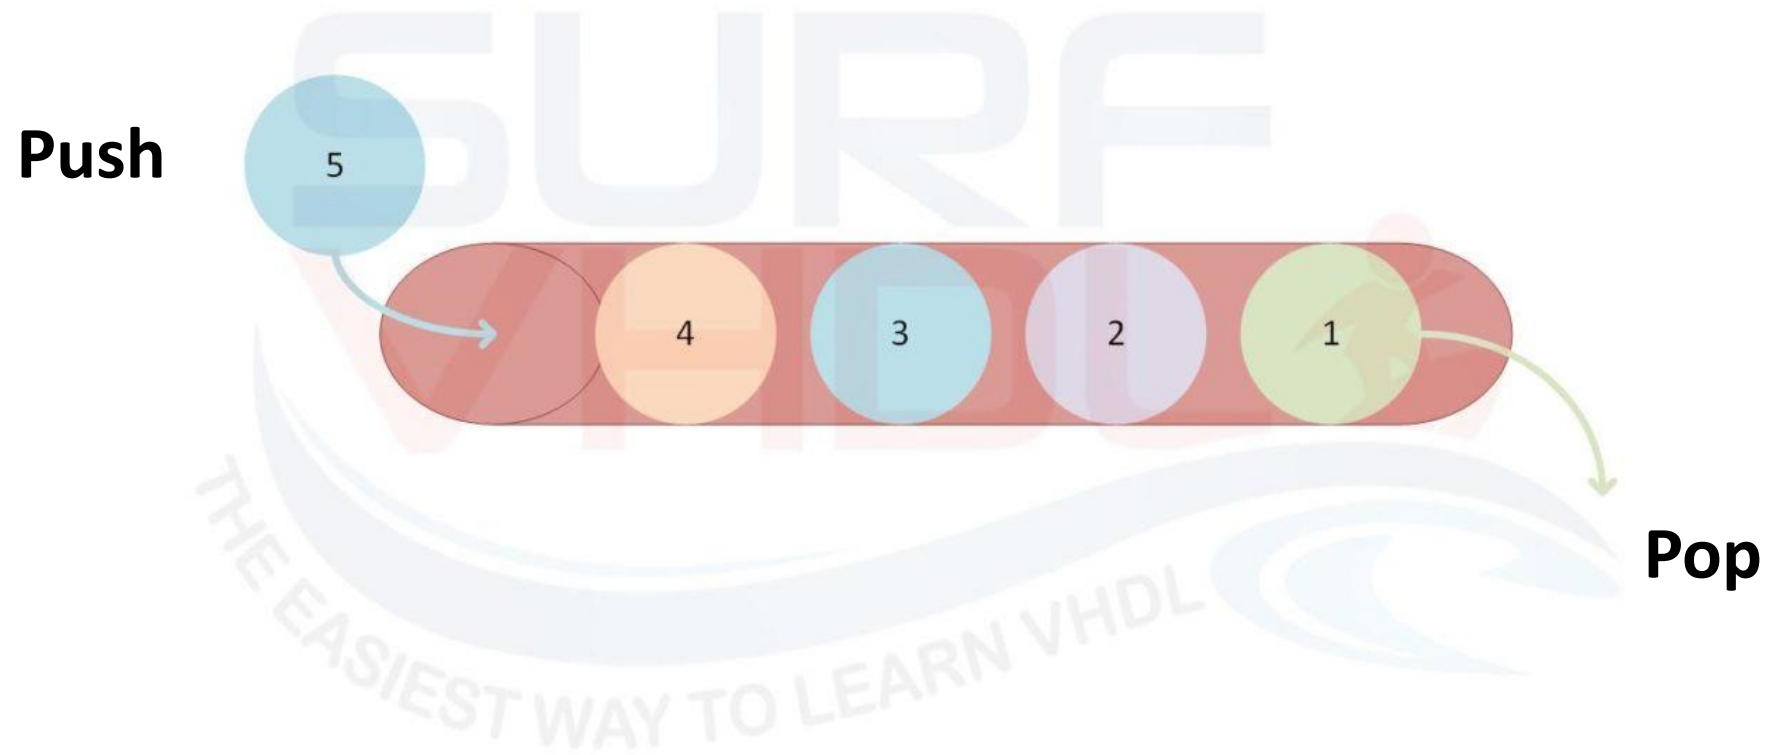 SURF
Push
5
VHDL
4 3 2 1
Pop
THE EASIEST WAY TO LEARN VHDL